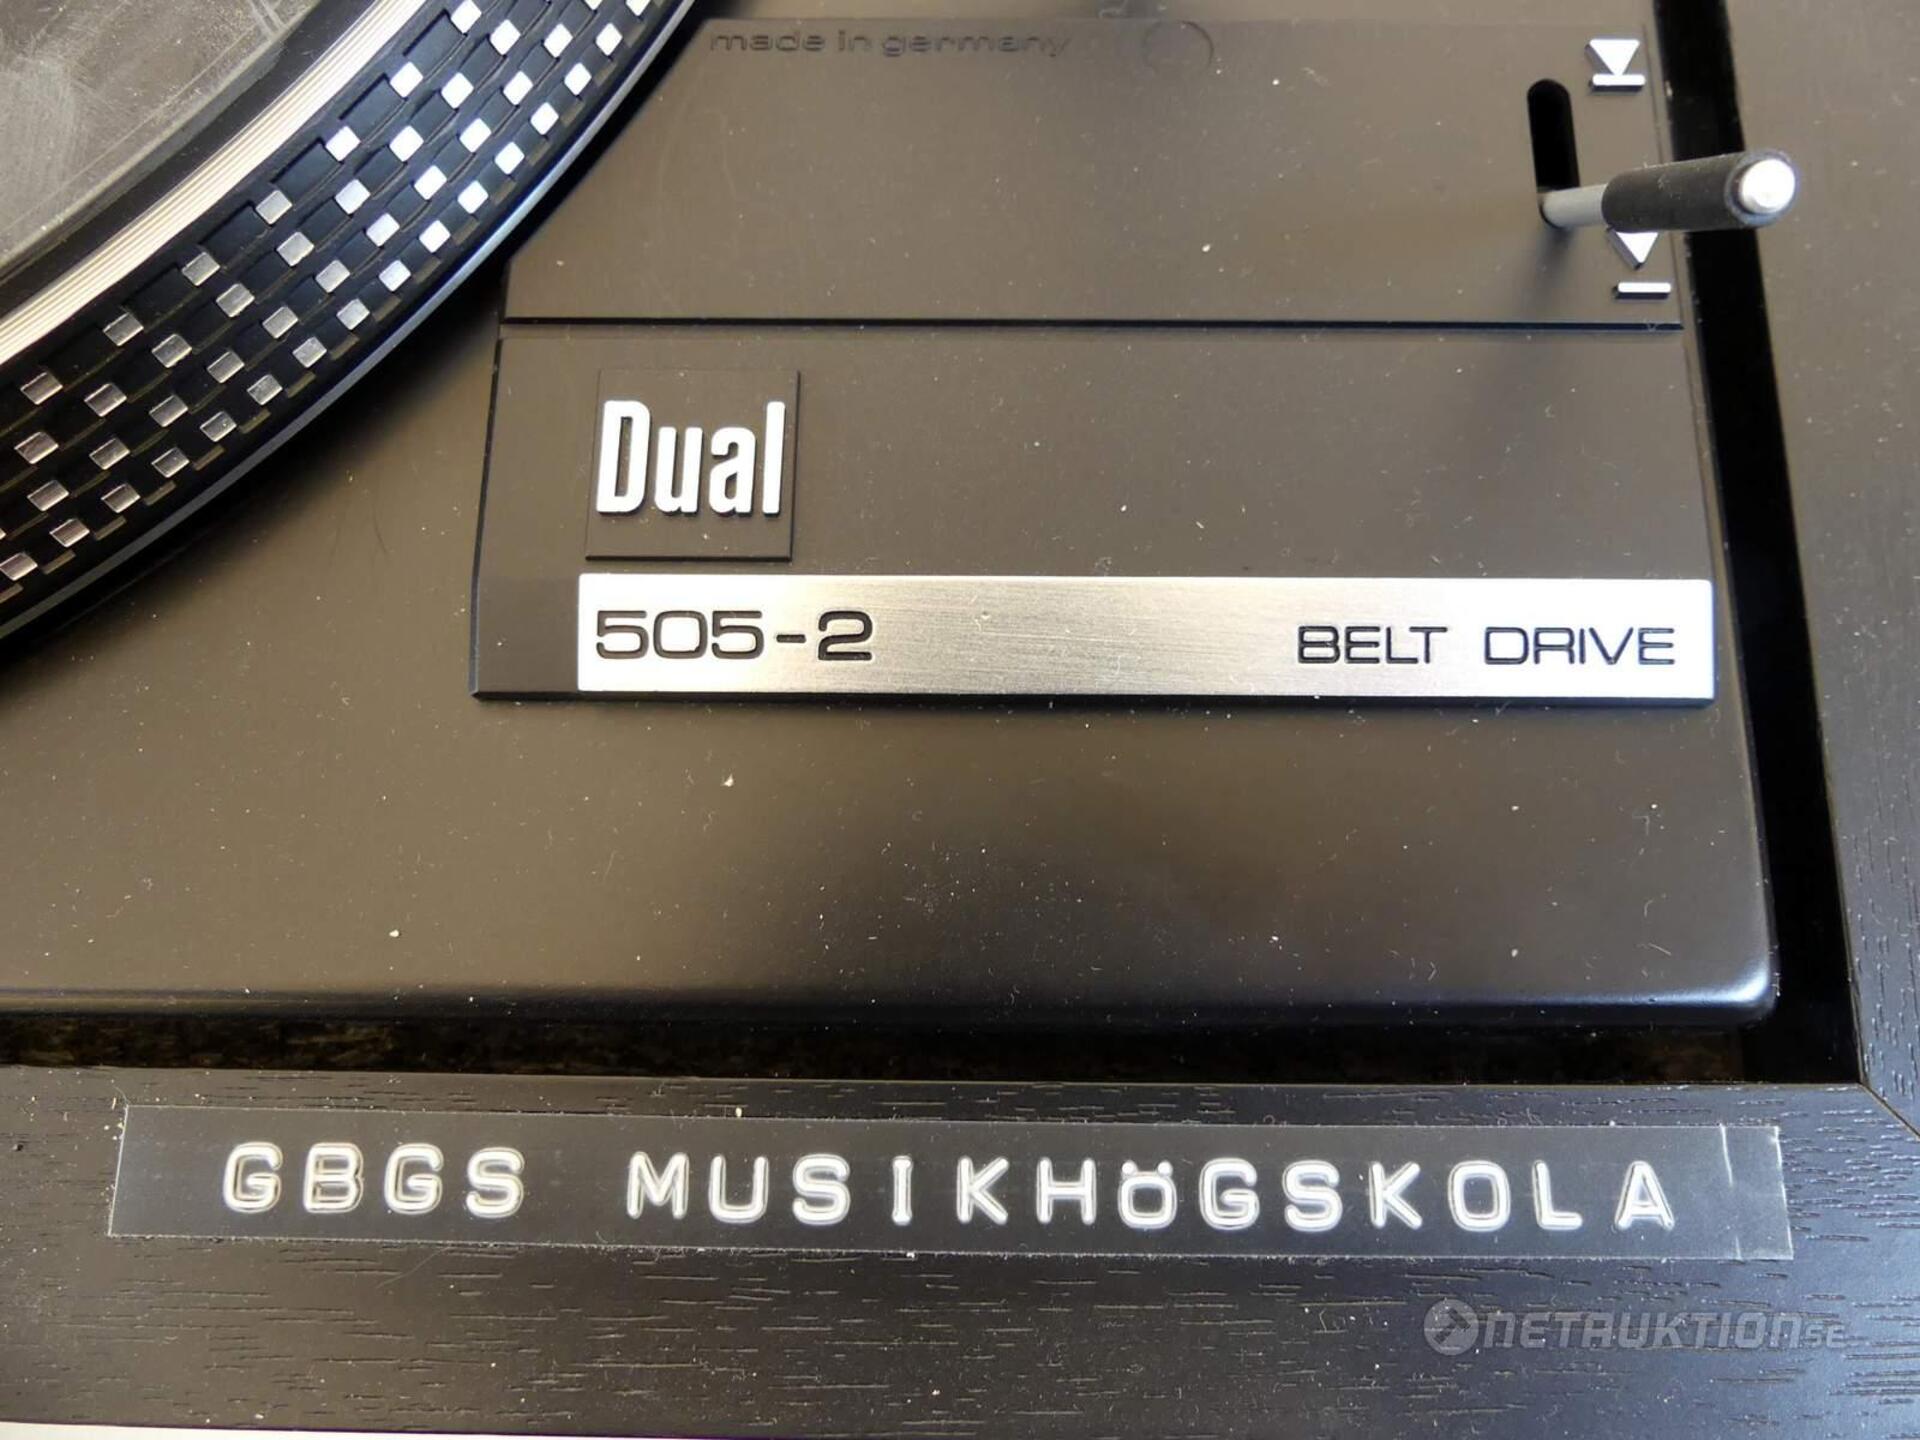 made in germany
Dual
505-2 BELT DRIVE
GBGS MUSIKHÖGSKOLA
NETAUKTION.SE